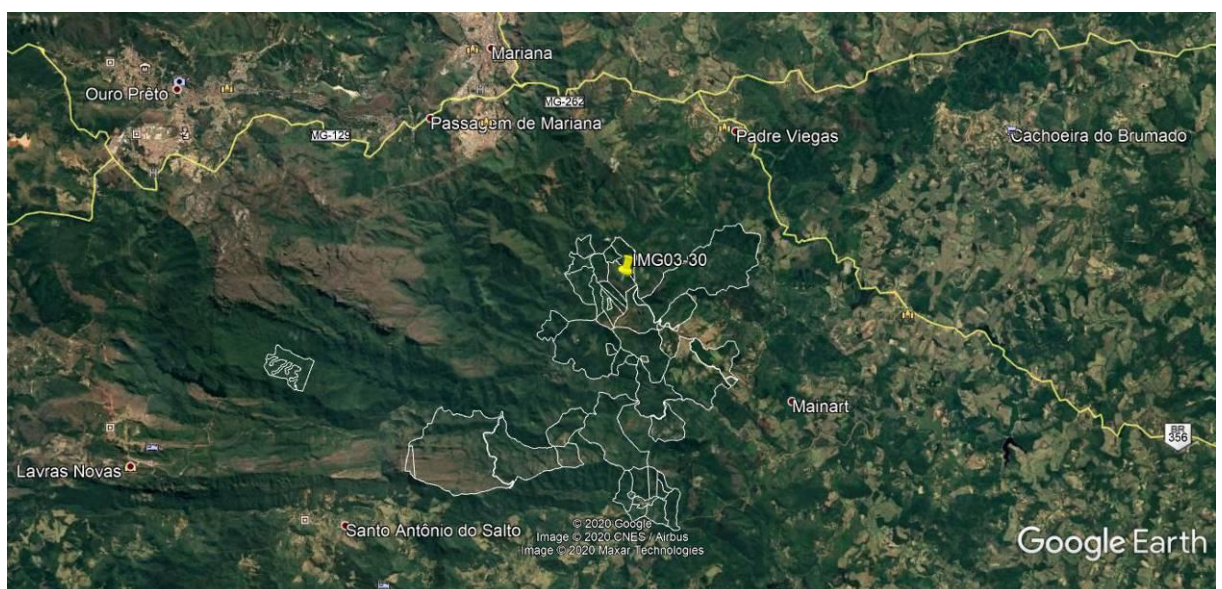 Mariana
Ouro Prêto
MG-262
MG-129
Passagem de Mariana
Padre Viegas
Cachoeira do Brumado
IMG03-30
Mainart
BR
356
Lavras Novas
Santo Antônio do Salto
© 2020 Google
Image © 2020 CNES / Airbus
Image © 2020 Maxar Technologies
Google Earth